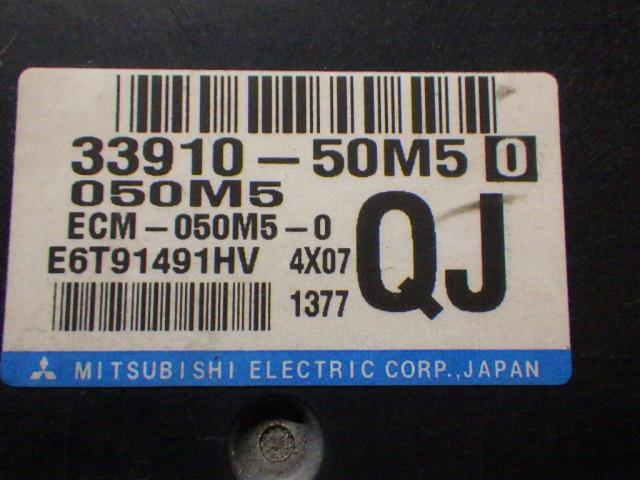 33910-50M5 0
050M5
ECM-050M5-0
E6T91491HV 4X07
1377
QJ
MITSUBISHI ELECTRIC CORP.,JAPAN